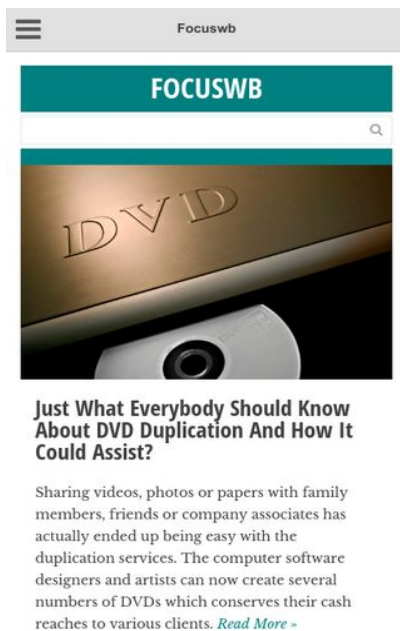 Focuswb
FOCUSWB
DVD
Just What Everybody Should Know
About DVD Duplication And How It
Could Assist?
Sharing videos, photos or papers with family
members, friends or company associates has
actually ended up being easy with the
duplication services. The computer software
designers and artists can now create several
numbers of DVDs which conserves their cash
reaches to various clients. Read More »